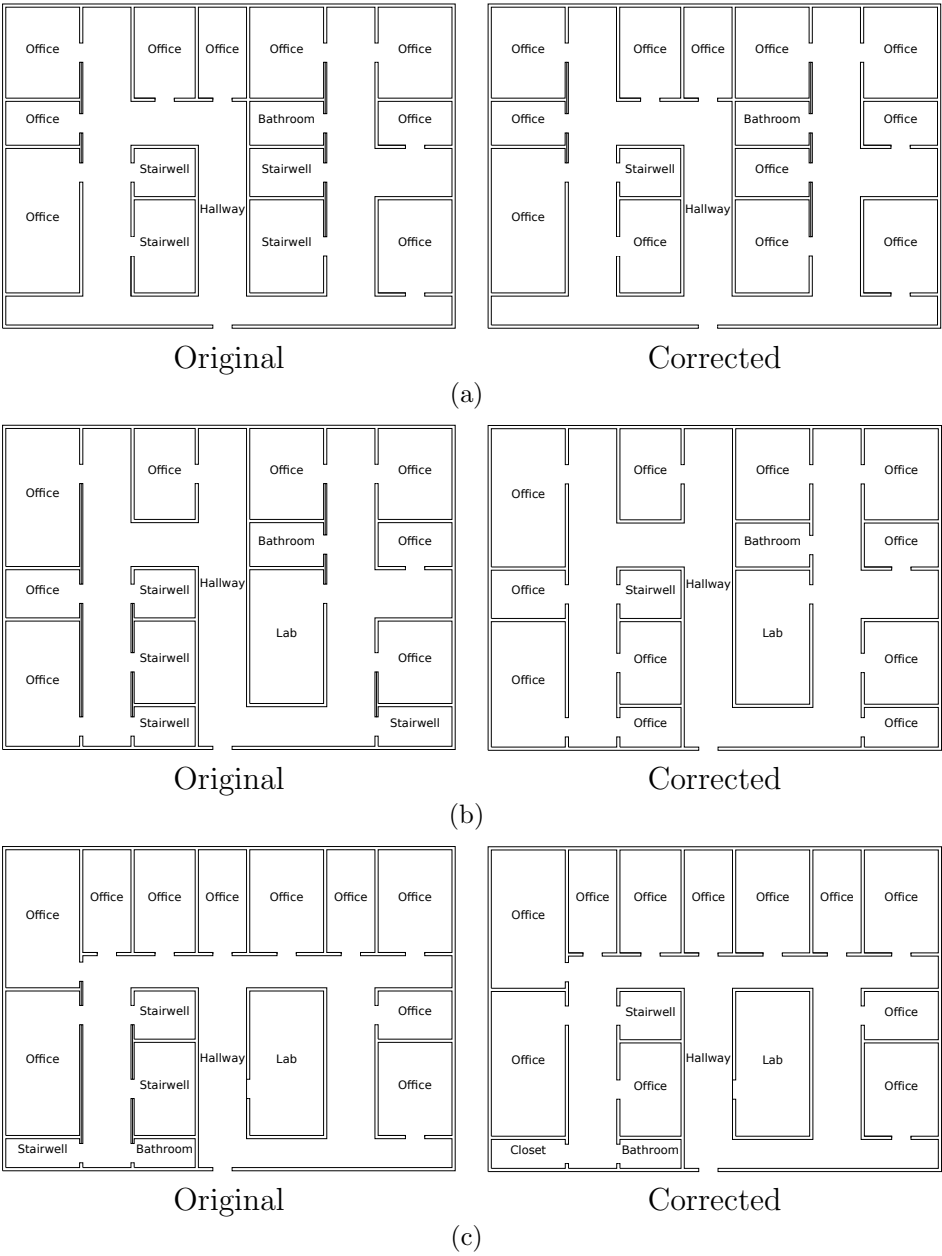 Office Office Office Office Office
Office Bathroom Office
Stairwell Stairwell
Hallway
Office Stairwell Stairwell Office
Office Office Office Office Office
Office Bathroom Office
Stairwell Office
Hallway
Office Office Office Office
Original Corrected
(a)
Office Office Office
Office
Bathroom Office
Office Stairwell Hallway
Lab
Stairwell Office
Office
Stairwell Stairwell
Office Office Office
Office
Bathroom Office
Office Stairwell Hallway
Lab
Office Office
Office
Office Office
Original Corrected
(b)
Office Office Office Office Office Office
Office
Stairwell Office
Office Hallway Lab
Stairwell Office
Stairwell Bathroom
Office Office Office Office Office Office
Office
Stairwell Office
Office Hallway Lab
Office Office
Closet Bathroom
Original Corrected
(c)